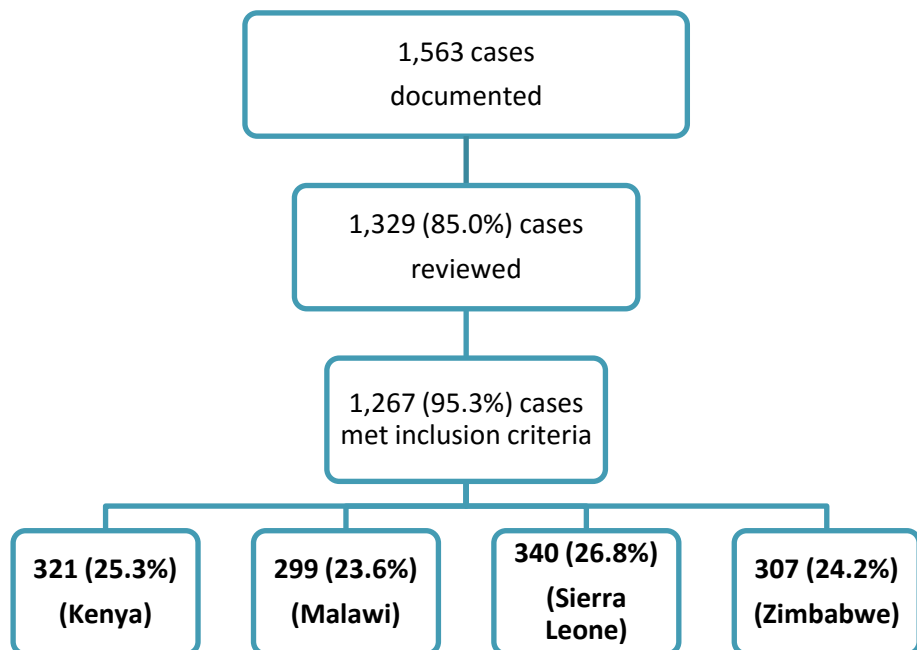 1,563 cases
documented
1,329 (85.0%) cases
reviewed
1,267 (95.3%) cases
met inclusion criteria
321 (25.3%)
(Kenya)
299 (23.6%)
(Malawi)
340 (26.8%)
(Sierra
Leone)
307 (24.2%)
(Zimbabwe)